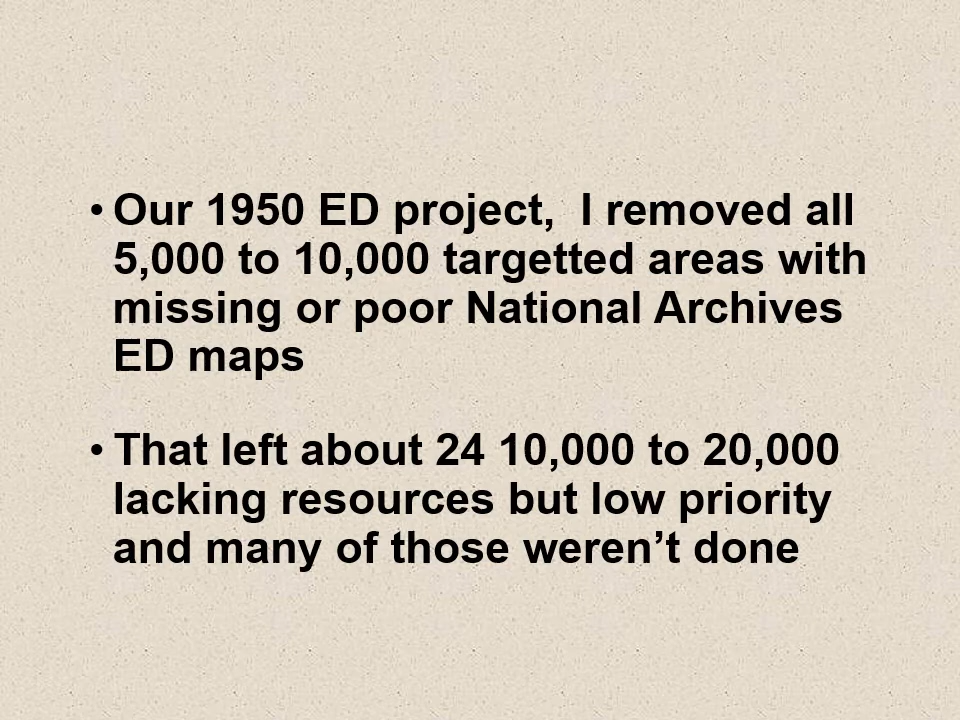 • Our 1950 ED project,  I removed all
5,000 to 10,000 targetted areas with
missing or poor National Archives
ED maps
• That left about 24 10,000 to 20,000
lacking resources but low priority
and many of those weren’t done